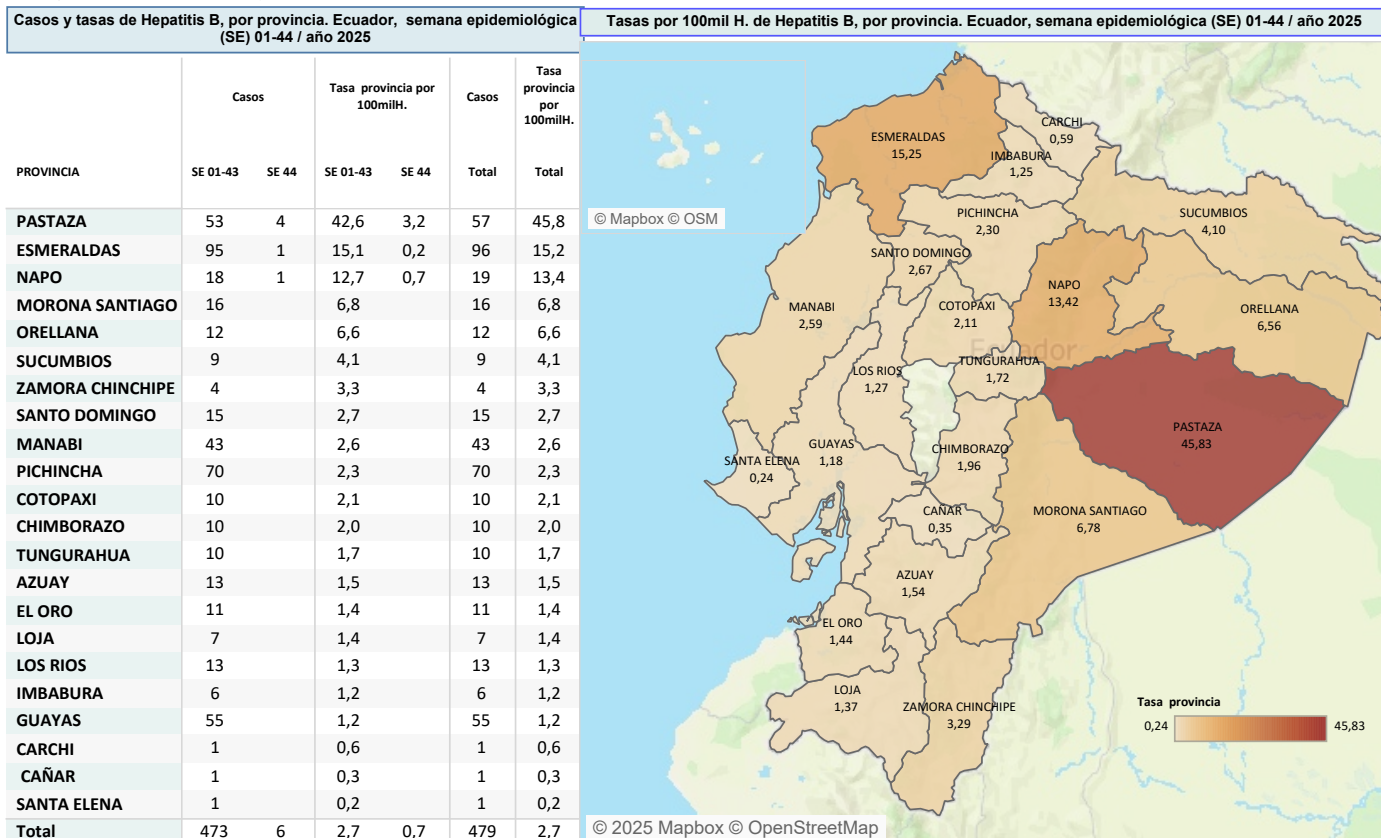 Casos y tasas de Hepatitis B, por provincia. Ecuador, semana epidemiológica
(SE) 01-44 / año 2025
Casos Tasa provincia por 100milH. Casos Tasa provincia por 100milH.
PROVINCIA SE 01-43 SE 44 SE 01-43 SE 44 Total Total
PASTAZA 53 4 42,6 3,2 57 45,8
ESMERALDAS 95 1 15,1 0,2 96 15,2
NAPO 18 1 12,7 0,7 19 13,4
MORONA SANTIAGO 16 6,8 16 6,8
ORELLANA 12 6,6 12 6,6
SUCUMBIOS 9 4,1 9 4,1
ZAMORA CHINCHIPE 4 3,3 4 3,3
SANTO DOMINGO 15 2,7 15 2,7
MANABI 43 2,6 43 2,6
PICHINCHA 70 2,3 70 2,3
COTOPAXI 10 2,1 10 2,1
CHIMBORAZO 10 2,0 10 2,0
TUNGURAHUA 10 1,7 10 1,7
AZUAY 13 1,5 13 1,5
EL ORO 11 1,4 11 1,4
LOJA 7 1,4 7 1,4
LOS RIOS 13 1,3 13 1,3
IMBABURA 6 1,2 6 1,2
GUAYAS 55 1,2 55 1,2
CARCHI 1 0,6 1 0,6
CAÑAR 1 0,3 1 0,3
SANTA ELENA 1 0,2 1 0,2
Total 473 6 2,7 0,7 479 2,7
Tasas por 100mil H. de Hepatitis B, por provincia. Ecuador, semana epidemiológica (SE) 01-44 / año 2025
CARCHI
0,59
ESMERALDAS
15,25
IMBABURA
1,25
© Mapbox © OSM
PICHINCHA
2,30
SUCUMBIOS
4,10
SANTO DOMINGO
2,67
NAPO
13,42
MANABI
2,59
COTOPAXI
2,11
ORELLANA
6,56
Ecuador
TUNGURAHUA
1,72
LOS RIOS
1,27
PASTAZA
45,83
GUAYAS
1,18
CHIMBORAZO
1,96
SANTA ELENA
0,24
CAÑAR
0,35
MORONA SANTIAGO
6,78
AZUAY
1,54
EL ORO
1,44
LOJA
1,37
ZAMORA CHINCHIPE
3,29
Tasa provincia
0,24 45,83
© 2025 Mapbox © OpenStreetMap